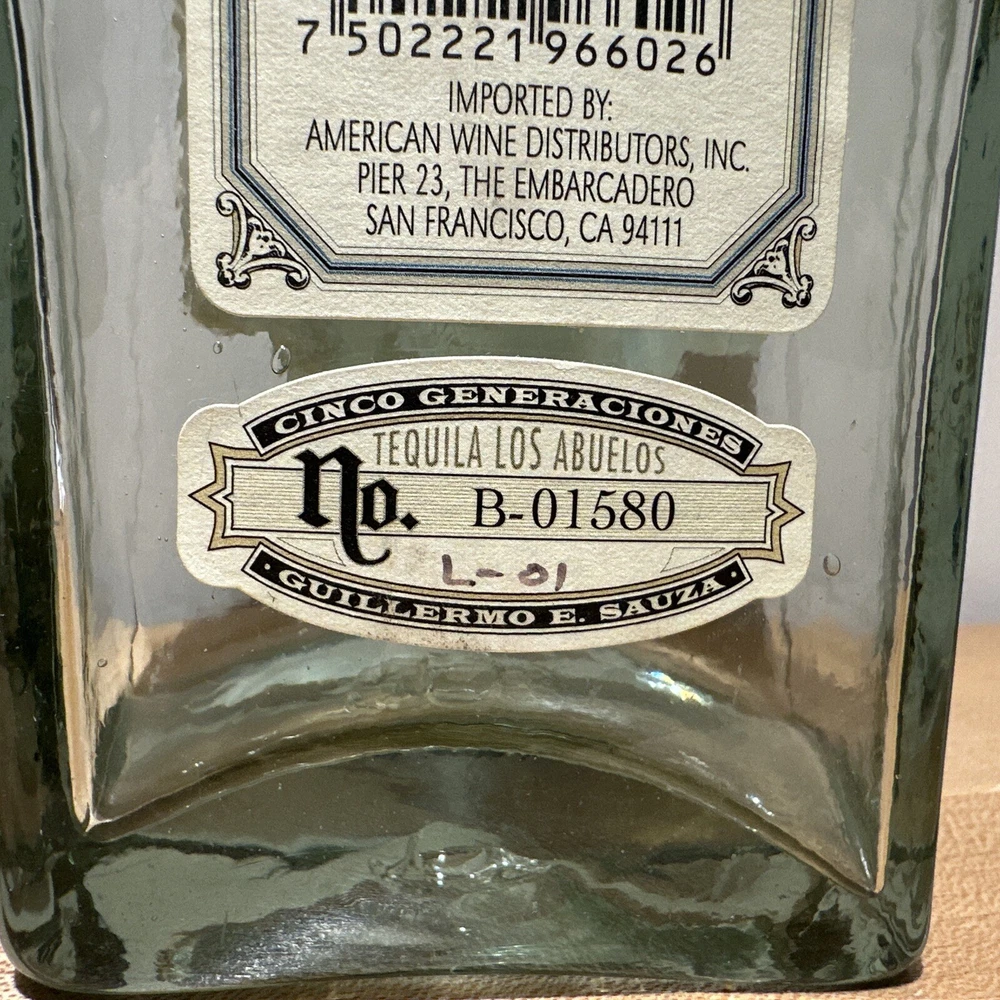 7 502221 966026
IMPORTED BY:
AMERICAN WINE DISTRIBUTORS, INC.
PIER 23, THE EMBARCADERO
SAN FRANCISCO, CA 94111
CINCO GENERACIONES
TEQUILA LOS ABUELOS
No. B-01580
L-01
· GUILLERMO E. SAUZA ·